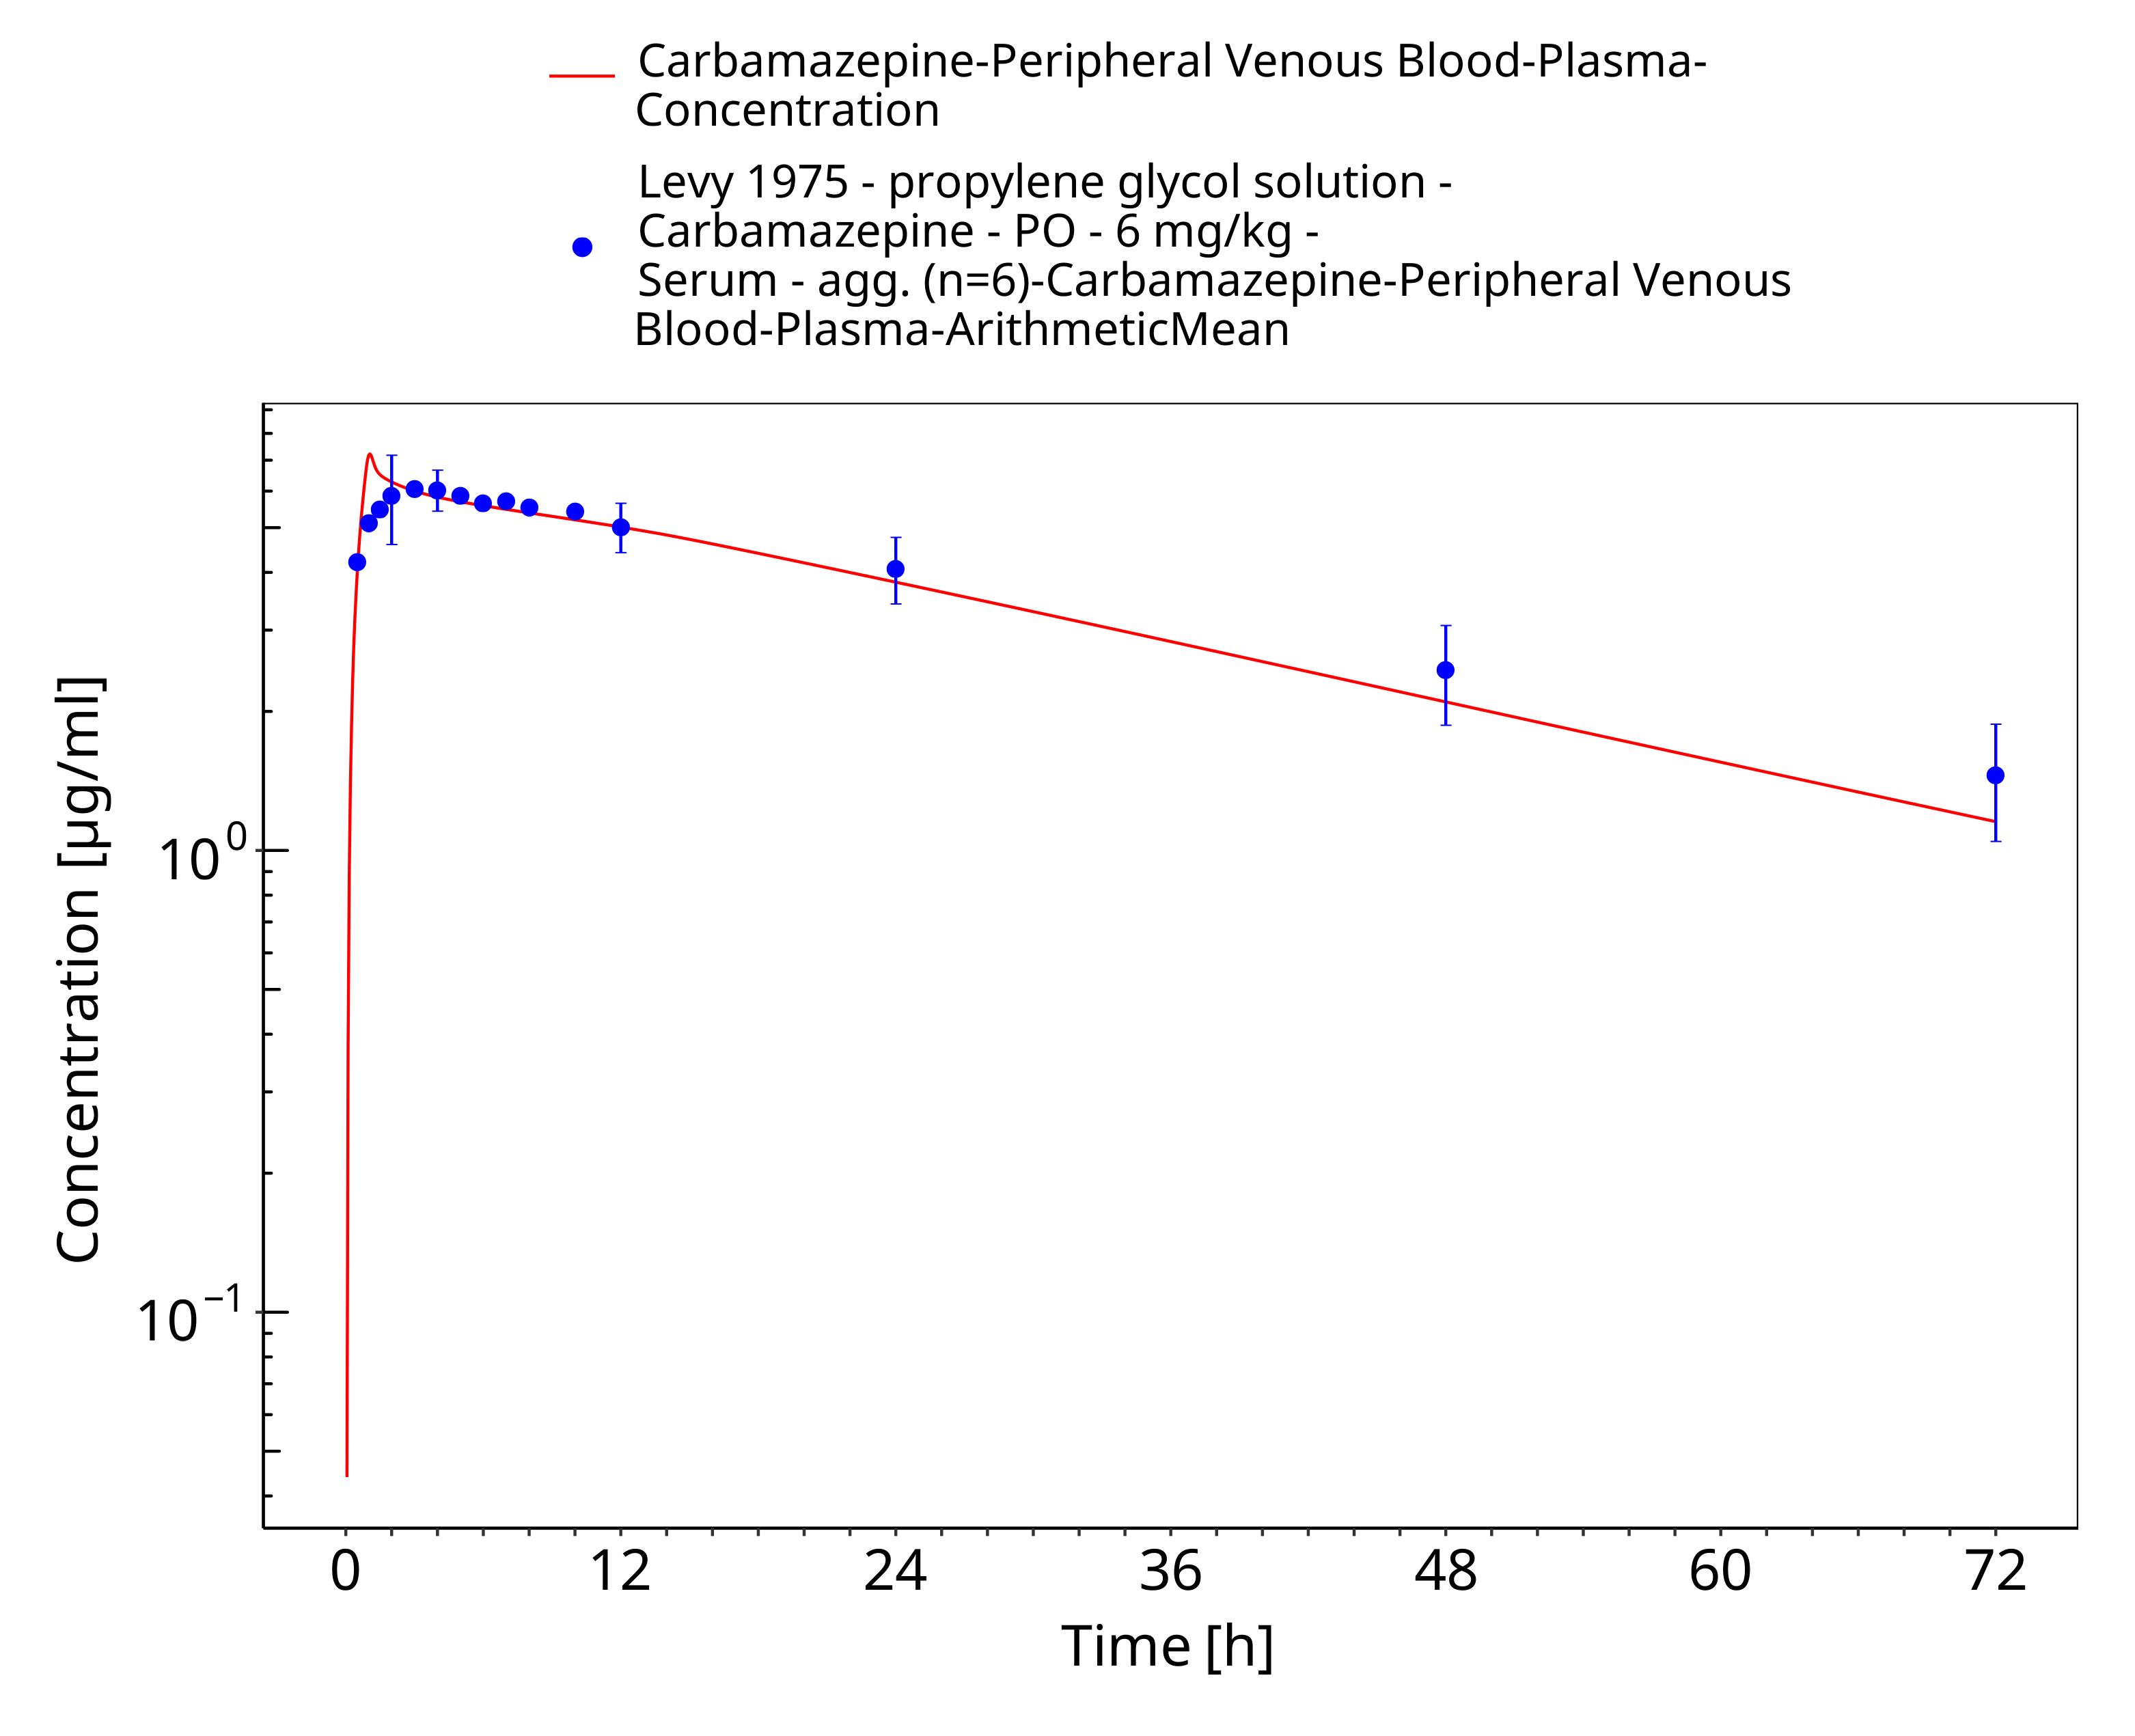 Carbamazepine-Peripheral Venous Blood-Plasma-
Concentration
Levy 1975 - propylene glycol solution -
Carbamazepine - PO - 6 mg/kg -
Serum - agg. (n=6)-Carbamazepine-Peripheral Venous
Blood-Plasma-ArithmeticMean
Concentration [µg/ml]
10⁰
10⁻¹
0 12 24 36 48 60 72
Time [h]